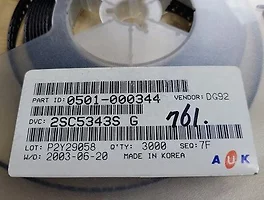 PART ID: 0501-000344 VENDOR: DG92
DVC: 2SC5343S G 761.
LOT: P2Y29058 Q'TY: 3000 SEQ: 7F
W/D: 2003-06-20 MADE IN KOREA
AUK